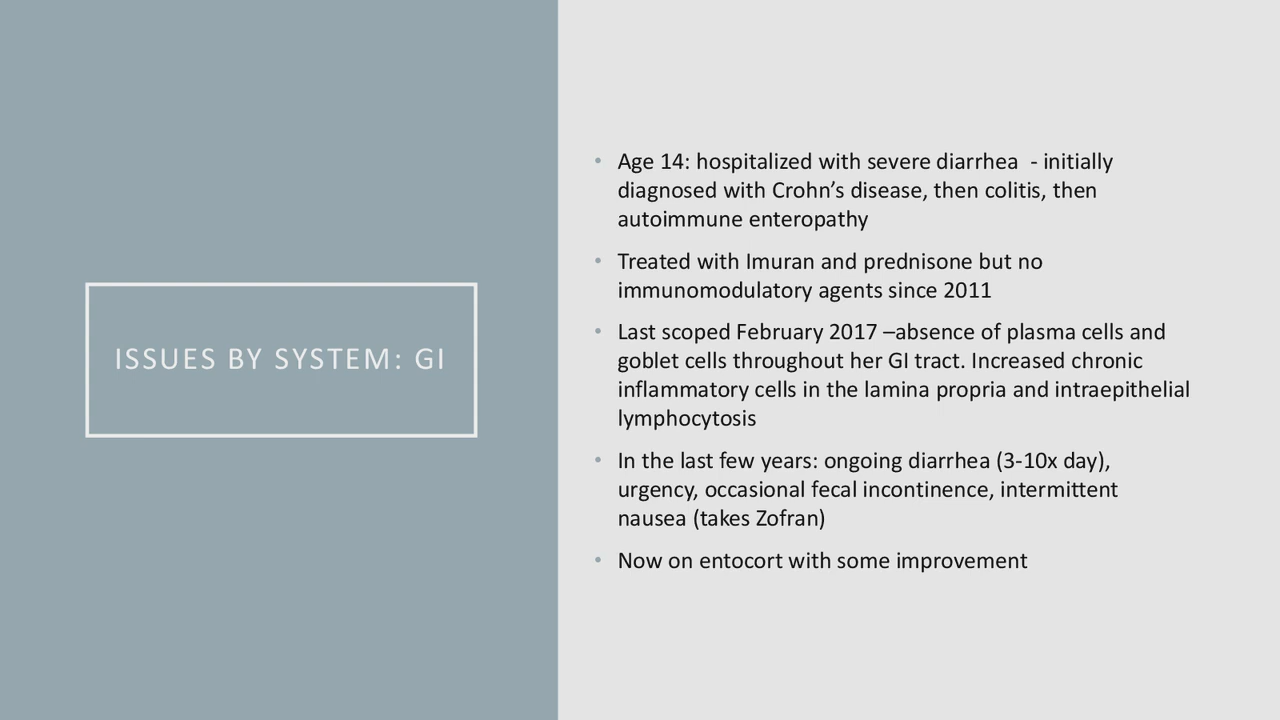 ISSUES BY SYSTEM: GI
• Age 14: hospitalized with severe diarrhea  - initially
diagnosed with Crohn’s disease, then colitis, then
autoimmune enteropathy
• Treated with Imuran and prednisone but no
immunomodulatory agents since 2011
• Last scoped February 2017 –absence of plasma cells and
goblet cells throughout her GI tract. Increased chronic
inflammatory cells in the lamina propria and intraepithelial
lymphocytosis
• In the last few years: ongoing diarrhea (3-10x day),
urgency, occasional fecal incontinence, intermittent
nausea (takes Zofran)
• Now on entocort with some improvement